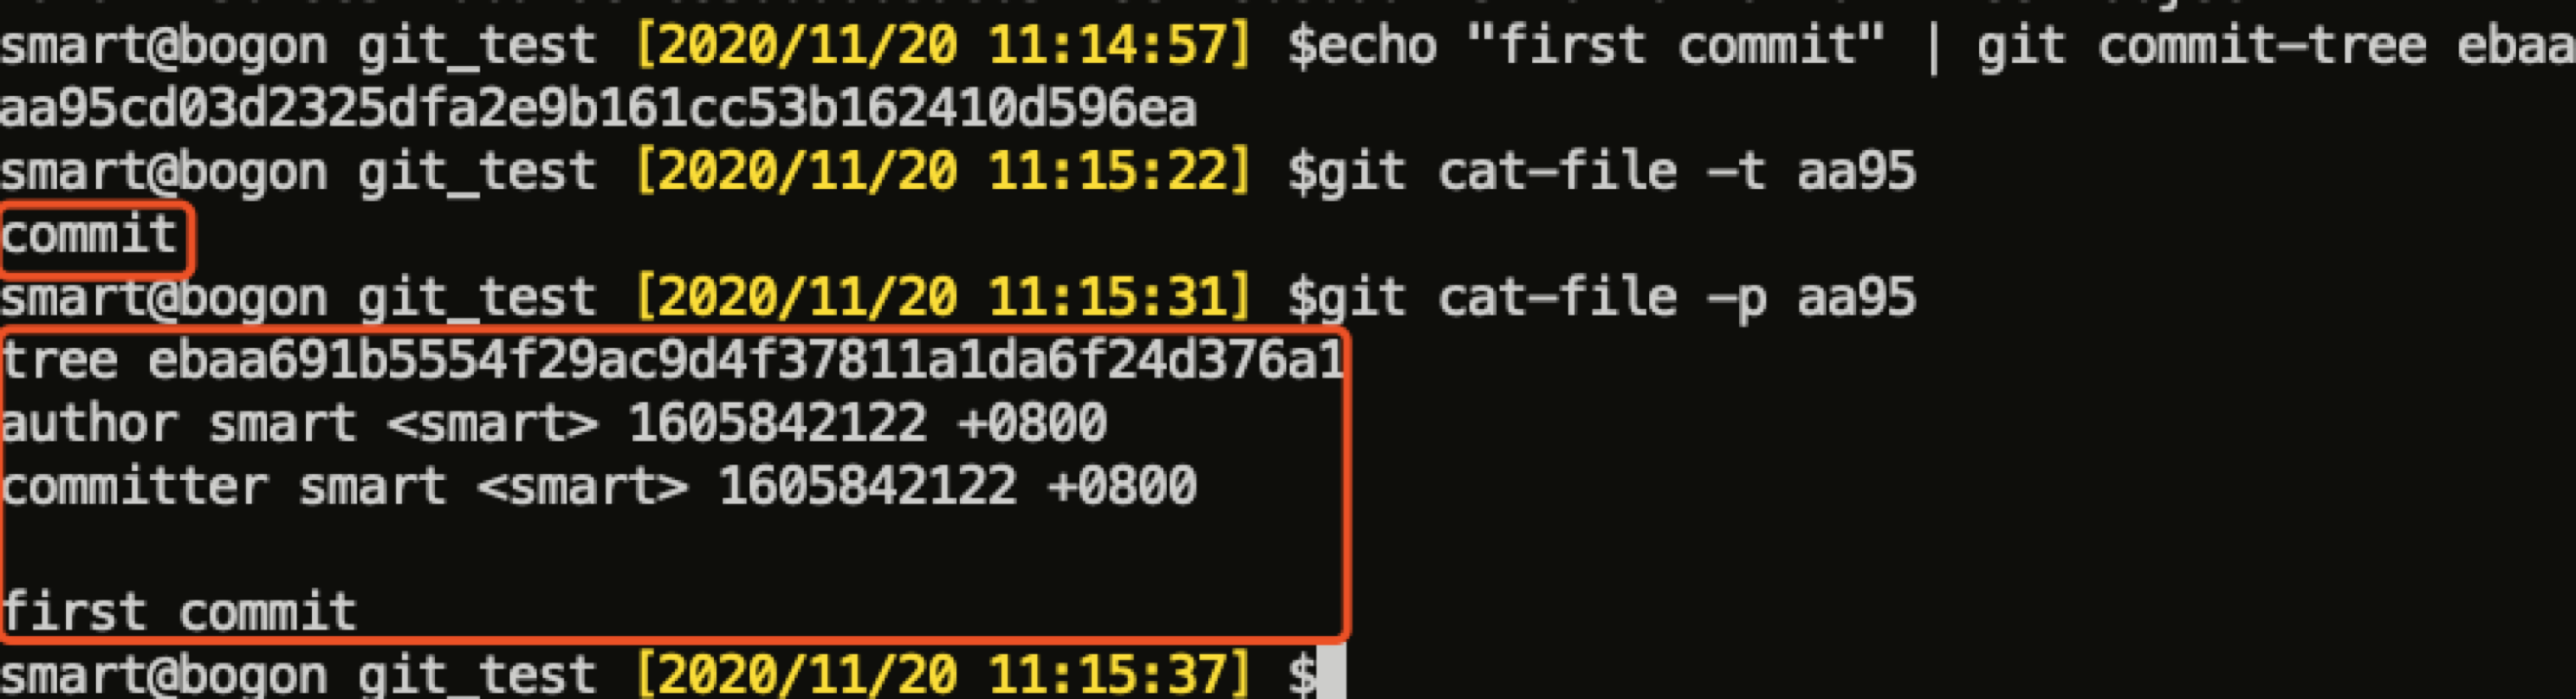 smart@bogon git_test [2020/11/20 11:14:57] $echo "first commit" | git commit-tree ebaa
aa95cd03d2325dfa2e9b161cc53b162410d596ea
smart@bogon git_test [2020/11/20 11:15:22] $git cat-file -t aa95
commit
smart@bogon git_test [2020/11/20 11:15:31] $git cat-file -p aa95
tree ebaa691b5554f29ac9d4f37811a1da6f24d376a1
author smart <smart> 1605842122 +0800
committer smart <smart> 1605842122 +0800
first commit
smart@bogon git_test [2020/11/20 11:15:37] $